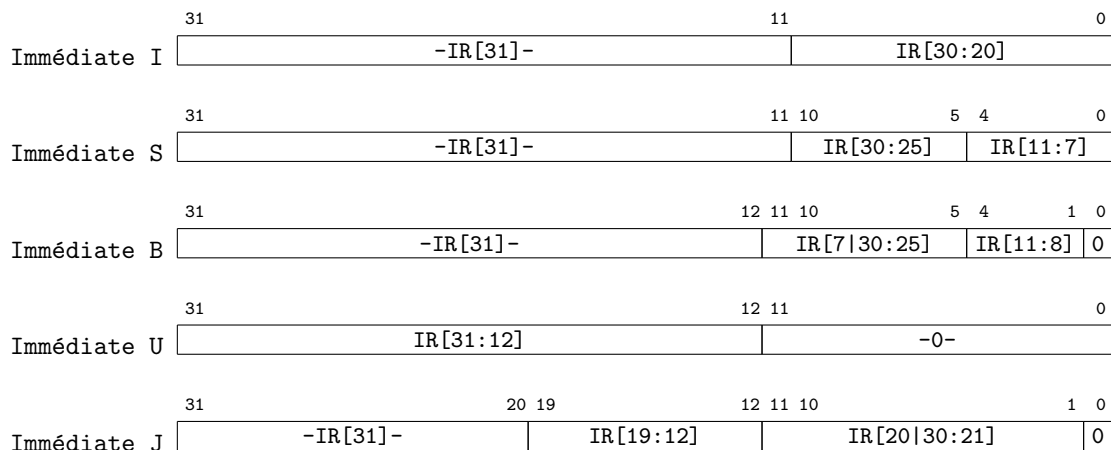 31 11 0
Immédiate I -IR[31]- IR[30:20]
31 11 10 5 4 0
Immédiate S -IR[31]- IR[30:25] IR[11:7]
31 12 11 10 5 4 1 0
Immédiate B -IR[31]- IR[7|30:25] IR[11:8] 0
31 12 11 0
Immédiate U IR[31:12] -0-
31 20 19 12 11 10 1 0
Immédiate J -IR[31]- IR[19:12] IR[20|30:21] 0